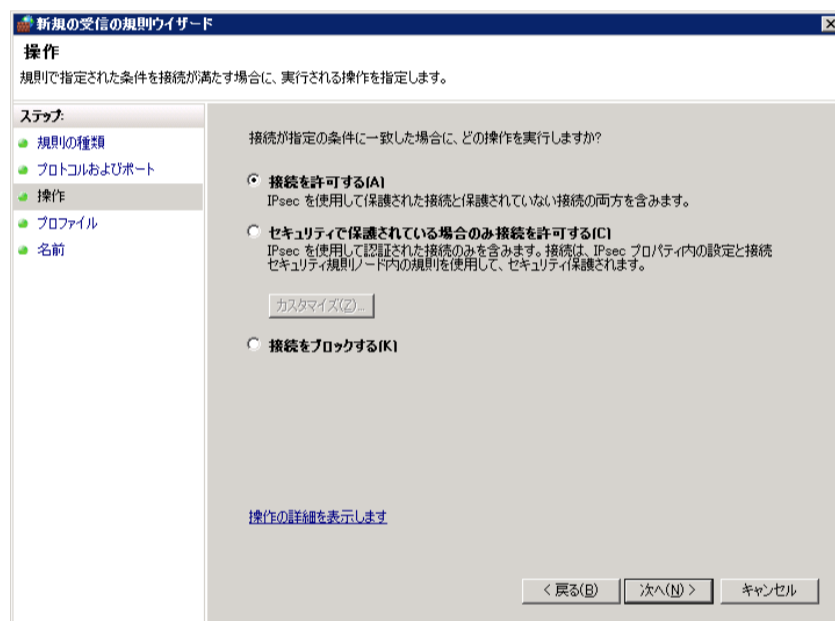 新規の受信の規則ウィザード
操作
規則で指定された条件を接続が満たす場合に、実行される操作を指定します。
ステップ:
規則の種類
プロトコルおよびポート
操作
プロファイル
名前
接続が指定の条件に一致した場合に、どの操作を実行しますか?
接続を許可する(A)
IPsec を使用して保護された接続と保護されていない接続の両方を含みます。
セキュリティで保護されている場合のみ接続を許可する(C)
IPsec を使用して認証された接続のみを含みます。接続は、IPsec プロパティ内の設定と接続
セキュリティ規則ノード内の規則を使用して、セキュリティ保護されます。
カスタマイズ(Z)...
接続をブロックする(K)
操作の詳細を表示します
< 戻る(B)
次へ(N) >
キャンセル